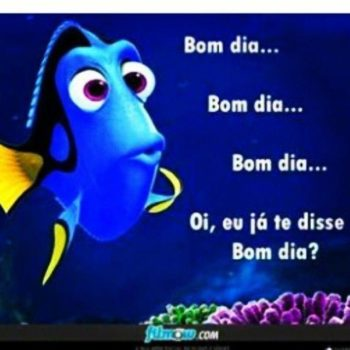 Bom dia...
Bom dia...
Bom dia...
Oi, eu já te disse
Bom dia?
filmow.com